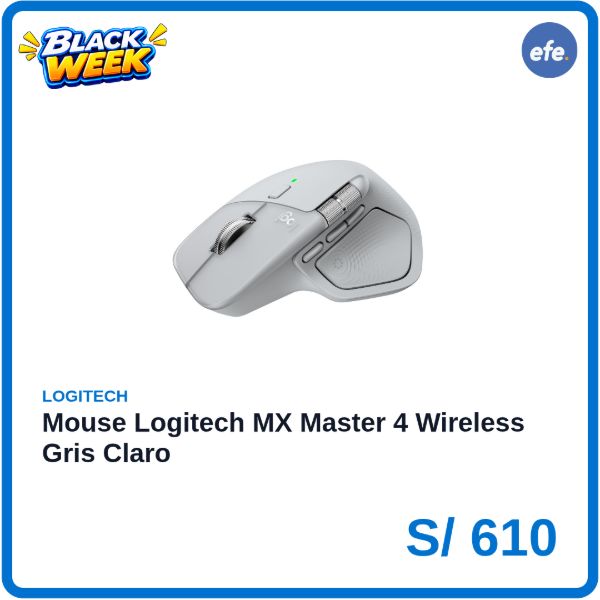 BLACK
WEEK
efe.
LOGITECH
Mouse Logitech MX Master 4 Wireless
Gris Claro
S/ 610